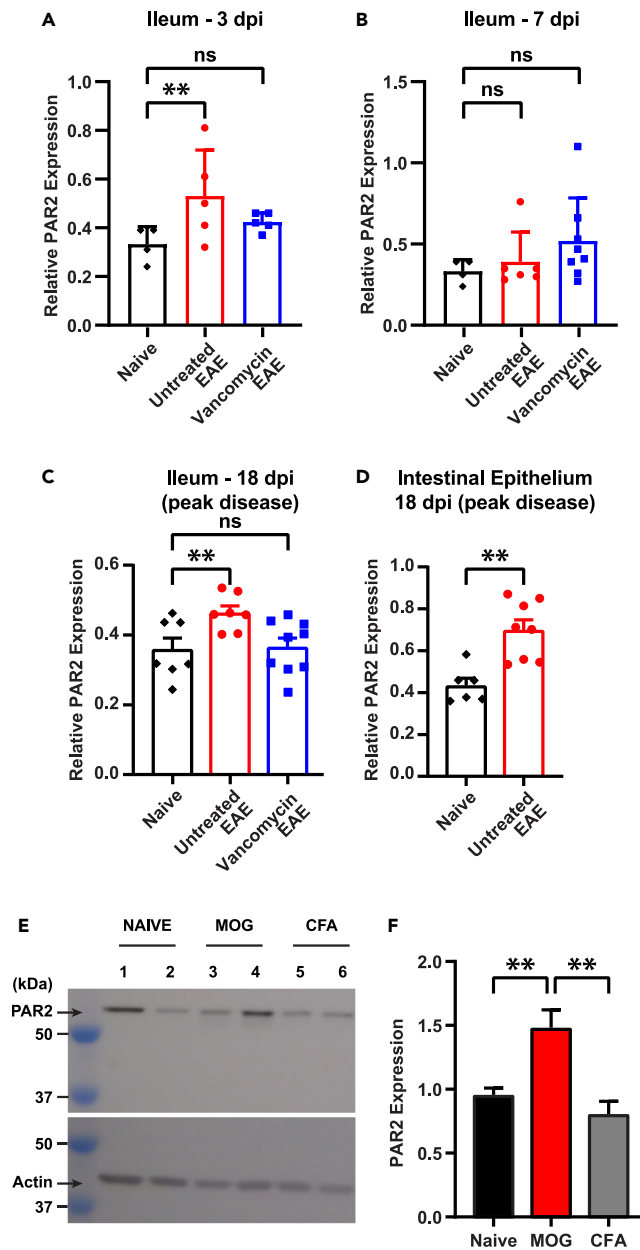 A
Ileum - 3 dpi
ns
**
Relative PAR2 Expression
1.0
0.8
0.6
0.4
0.2
0.0
Naive
Untreated
EAE
Vancomycin
EAE
B
Ileum - 7 dpi
ns
ns
Relative PAR2 Expression
1.5
1.0
0.5
0.0
Naive
Untreated
EAE
Vancomycin
EAE
C
Ileum - 18 dpi
(peak disease)
ns
**
Relative PAR2 Expression
0.6
0.4
0.2
0.0
Naive
Untreated
EAE
Vancomycin
EAE
D
Intestinal Epithelium
18 dpi (peak disease)
**
Relative PAR2 Expression
1.0
0.8
0.6
0.4
0.2
0.0
Naive
Untreated
EAE
E
NAIVE MOG CFA
(kDa) 1 2 3 4 5 6
PAR2
50
37
50
Actin
37
F
** **
PAR2 Expression
2.0
1.5
1.0
0.5
0.0
Naive MOG CFA